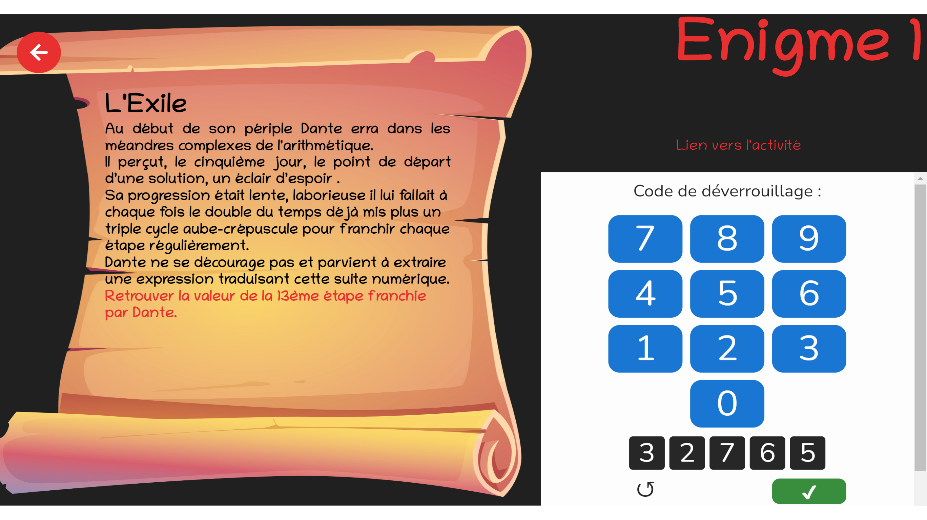 Enigme 1
L'Exile
Au début de son périple Dante erra dans les
méandres complexes de l'arithmétique.
Il perçut, le cinquième jour, le point de départ
d'une solution, un éclair d'espoir .
Sa progression était lente, laborieuse il lui fallait à
chaque fois le double du temps déjà mis plus un
triple cycle aube-crépuscule pour franchir chaque
étape régulièrement.
Dante ne se décourage pas et parvient à extraire
une expression traduisant cette suite numérique.
Retrouver la valeur de la 13ème étape franchie
par Dante.
Lien vers l'activité
Code de déverrouillage :
7 8 9
4 5 6
1 2 3
0
3 2 7 6 5